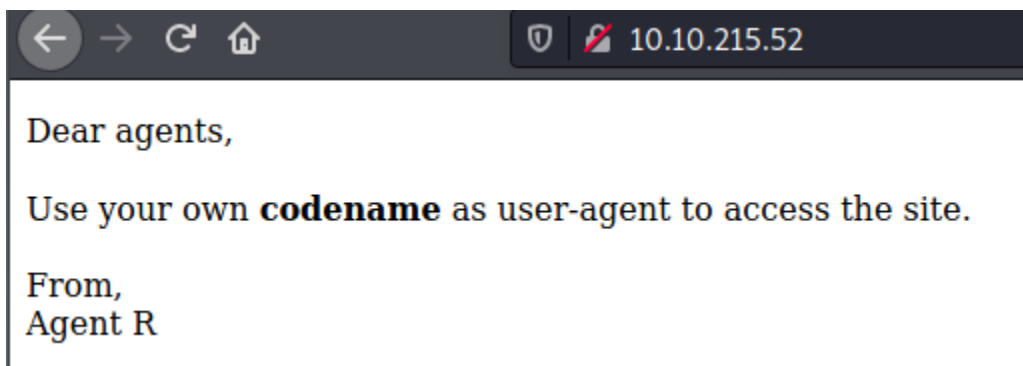 10.10.215.52
Dear agents,
Use your own codename as user-agent to access the site.
From,
Agent R